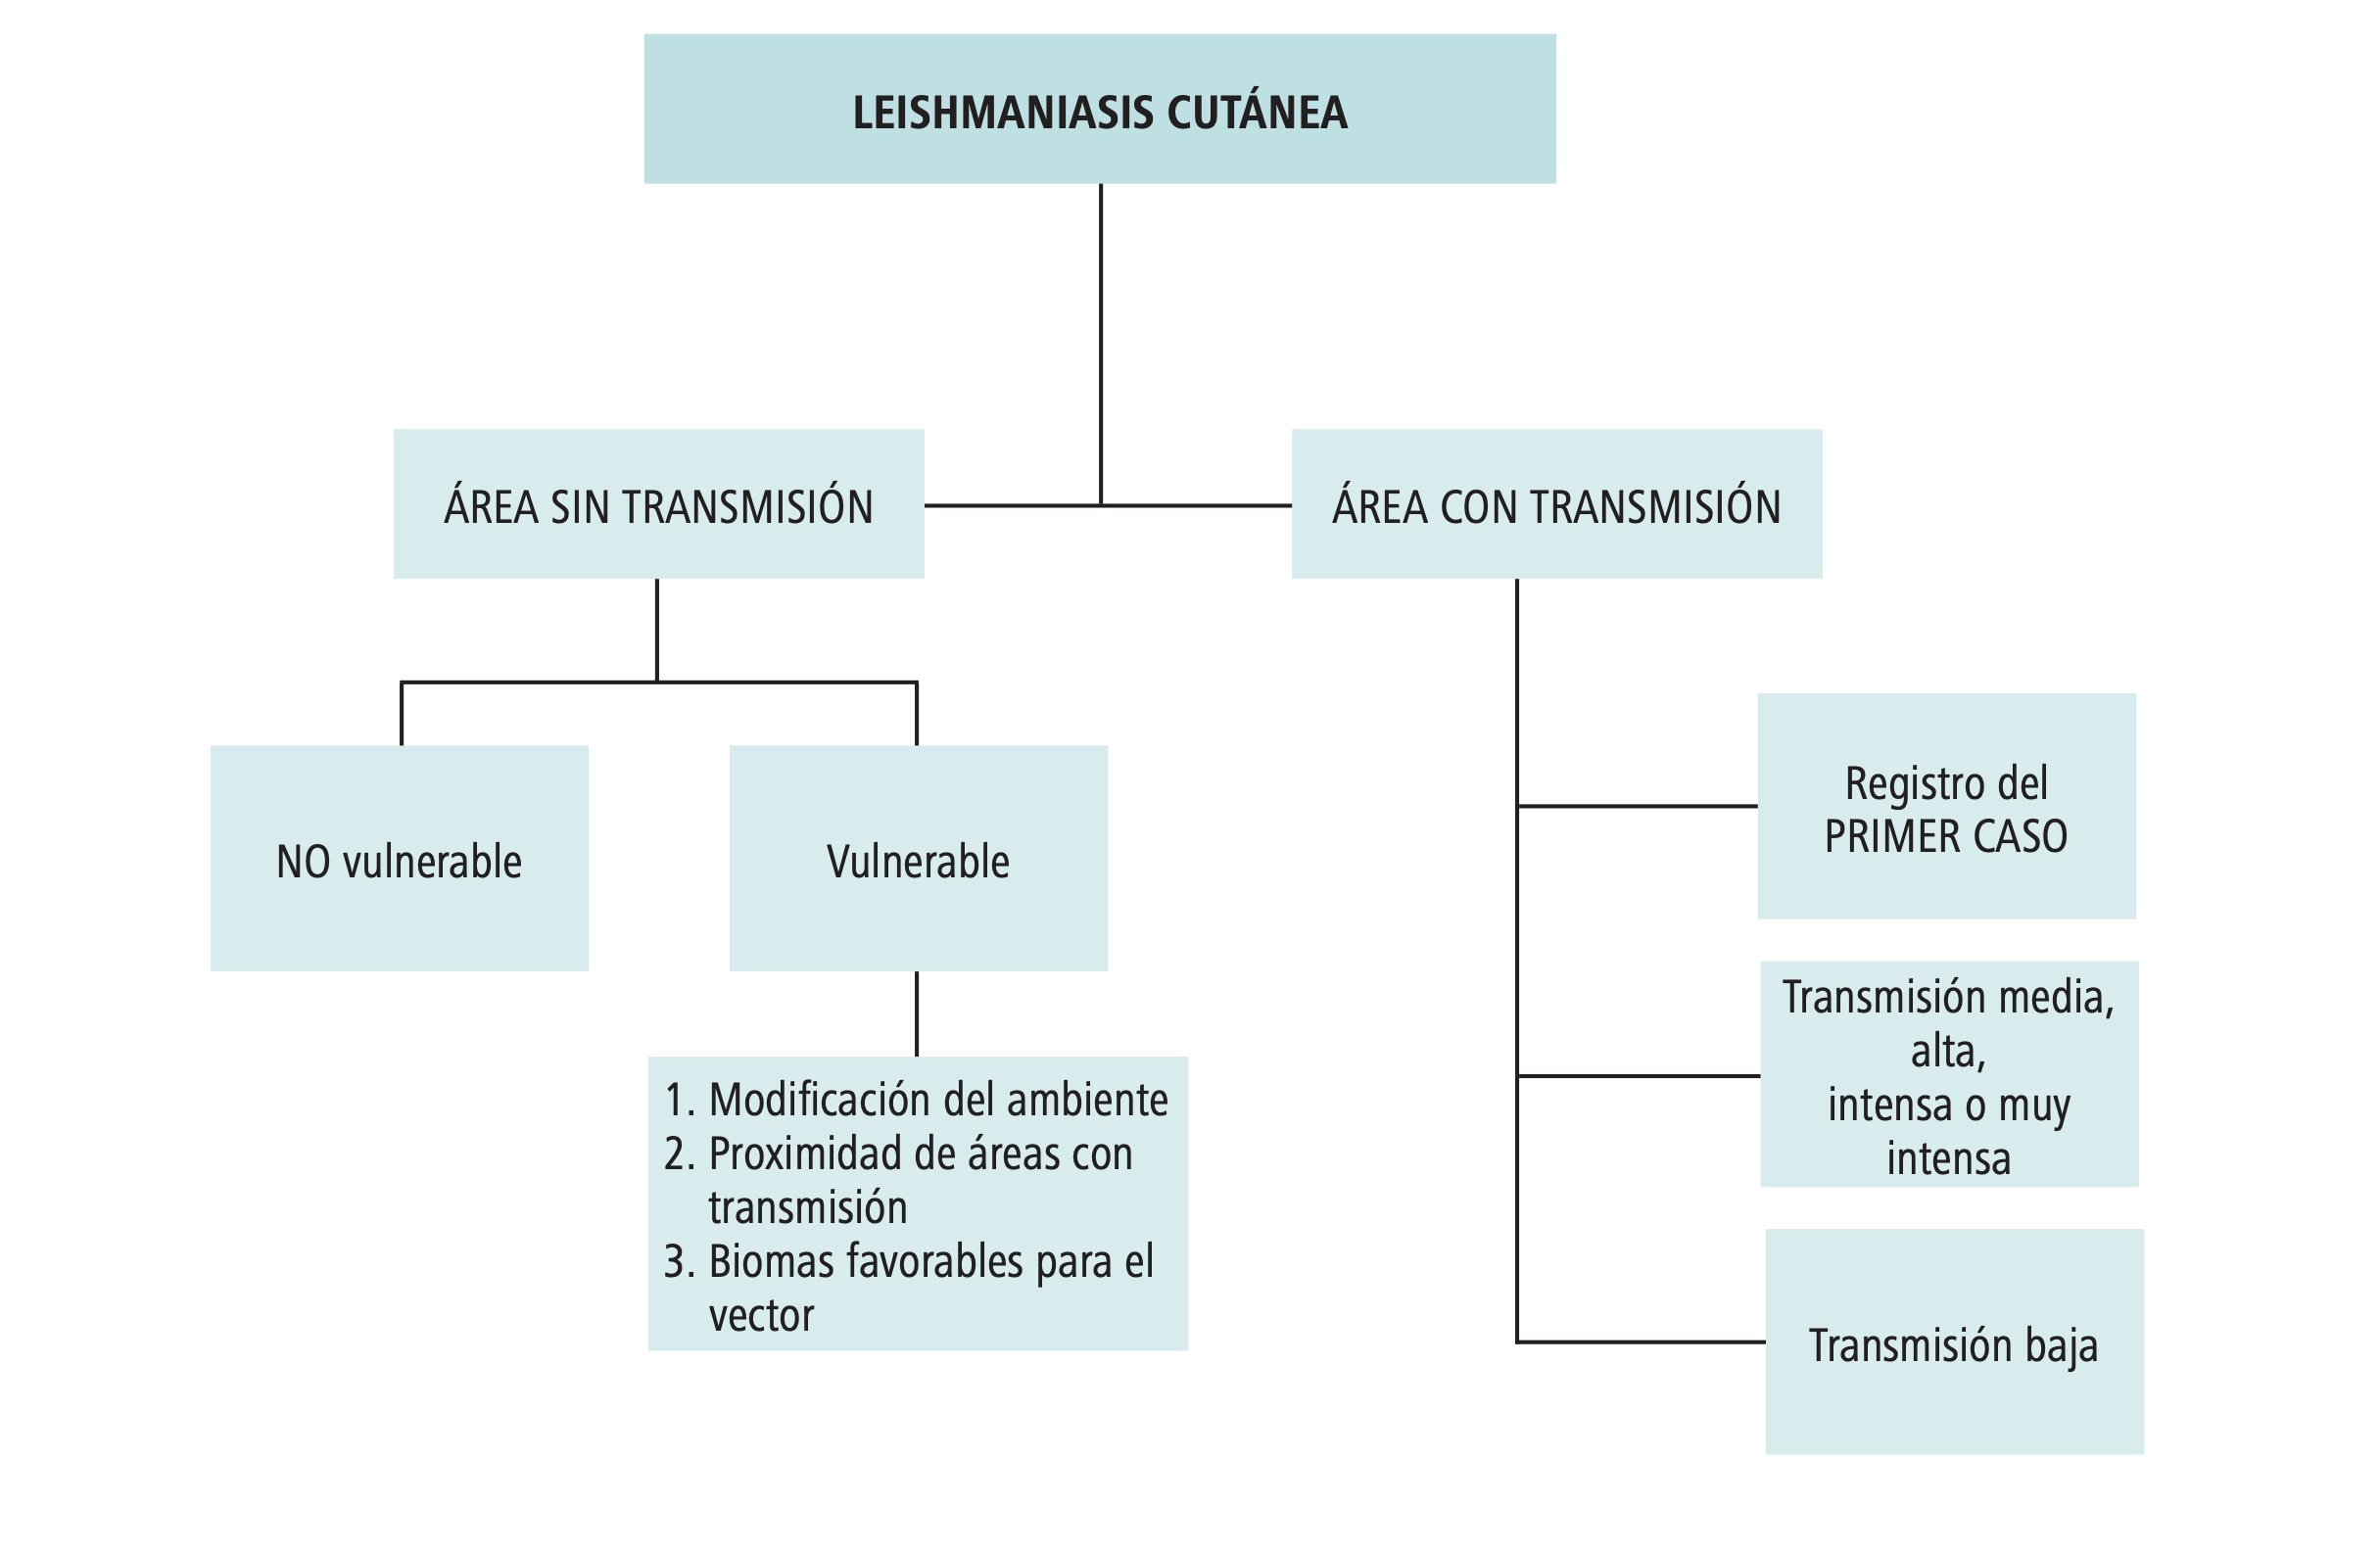 LEISHMANIASIS CUTÁNEA
ÁREA SIN TRANSMISIÓN
ÁREA CON TRANSMISIÓN
NO vulnerable
Vulnerable
1. Modificación del ambiente
2. Proximidad de áreas con
transmisión
3. Biomas favorables para el
vector
Registro del
PRIMER CASO
Transmisión media,
alta,
intensa o muy
intensa
Transmisión baja